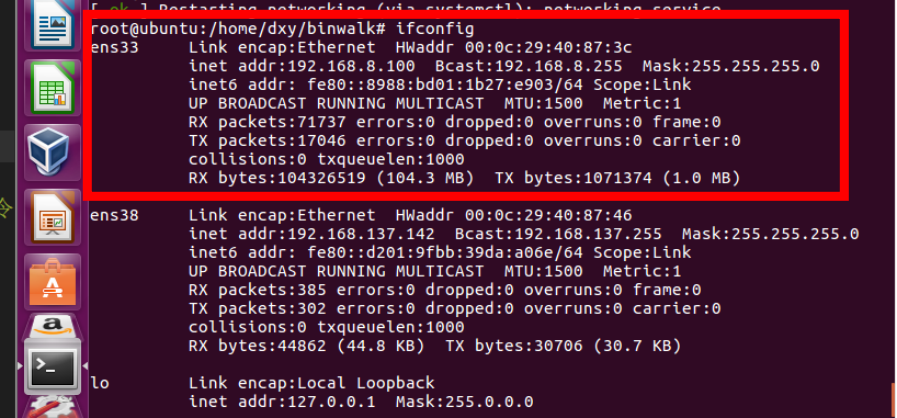 [ ok ] Restarting networking (via systemctl): networking.service.
root@ubuntu:/home/dxy/binwalk# ifconfig
ens33     Link encap:Ethernet  HWaddr 00:0c:29:40:87:3c
          inet addr:192.168.8.100  Bcast:192.168.8.255  Mask:255.255.255.0
          inet6 addr: fe80::8988:bd01:1b27:e903/64 Scope:Link
          UP BROADCAST RUNNING MULTICAST  MTU:1500  Metric:1
          RX packets:71737 errors:0 dropped:0 overruns:0 frame:0
          TX packets:17046 errors:0 dropped:0 overruns:0 carrier:0
          collisions:0 txqueuelen:1000
          RX bytes:104326519 (104.3 MB)  TX bytes:1071374 (1.0 MB)
ens38     Link encap:Ethernet  HWaddr 00:0c:29:40:87:46
          inet addr:192.168.137.142  Bcast:192.168.137.255  Mask:255.255.255.0
          inet6 addr: fe80::d201:9fbb:39da:a06e/64 Scope:Link
          UP BROADCAST RUNNING MULTICAST  MTU:1500  Metric:1
          RX packets:385 errors:0 dropped:0 overruns:0 frame:0
          TX packets:302 errors:0 dropped:0 overruns:0 carrier:0
          collisions:0 txqueuelen:1000
          RX bytes:44862 (44.8 KB)  TX bytes:30706 (30.7 KB)
lo        Link encap:Local Loopback
          inet addr:127.0.0.1  Mask:255.0.0.0